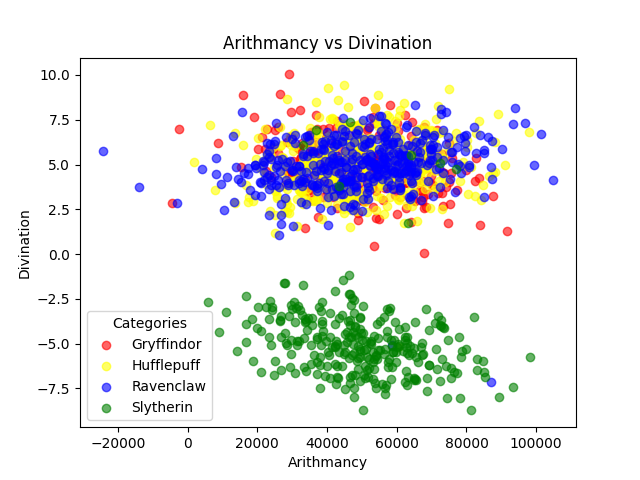 Arithmancy vs Divination
10.0
7.5
5.0
2.5
0.0
−2.5
−5.0
−7.5
Divination
Categories
Gryffindor
Hufflepuff
Ravenclaw
Slytherin
−20000 0 20000 40000 60000 80000 100000
Arithmancy